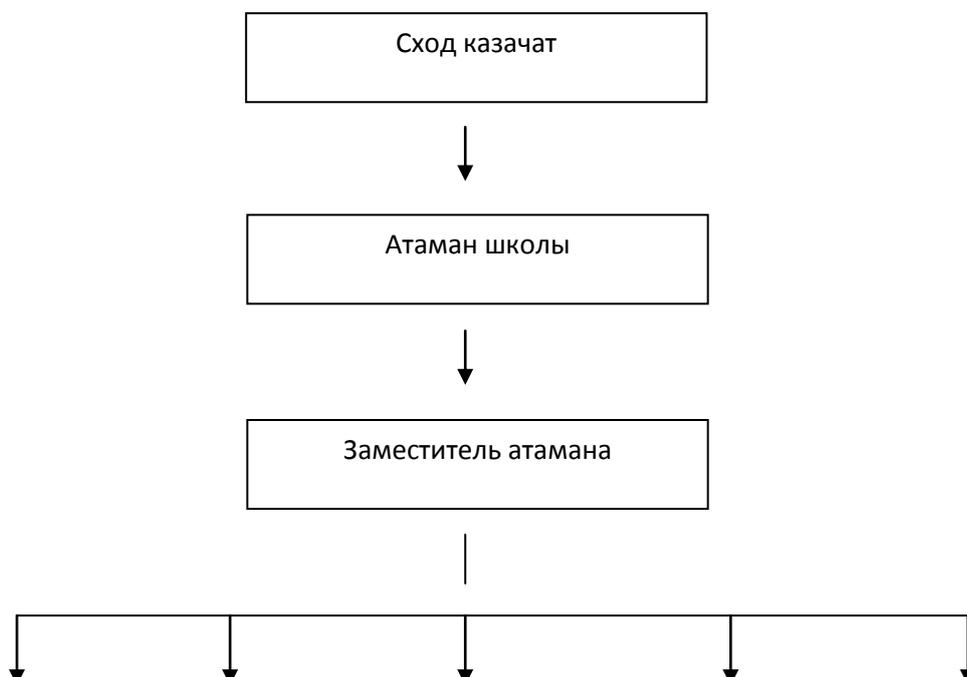 Сход казачат
Атаман школы
Заместитель атамана